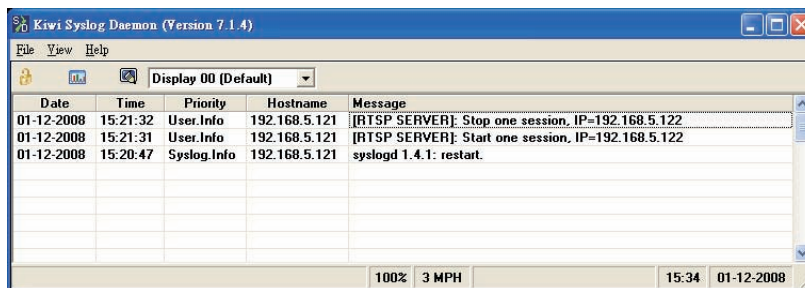 Kiwi Syslog Daemon (Version 7.1.4)
File View Help
Display 00 (Default)
Date Time Priority Hostname Message
01-12-2008 15:21:32 User.Info 192.168.5.121 [RTSP SERVER]: Stop one session, IP=192.168.5.122
01-12-2008 15:21:31 User.Info 192.168.5.121 [RTSP SERVER]: Start one session, IP=192.168.5.122
01-12-2008 15:20:47 Syslog.Info 192.168.5.121 syslogd 1.4.1: restart.
100% 3 MPH 15:34 01-12-2008